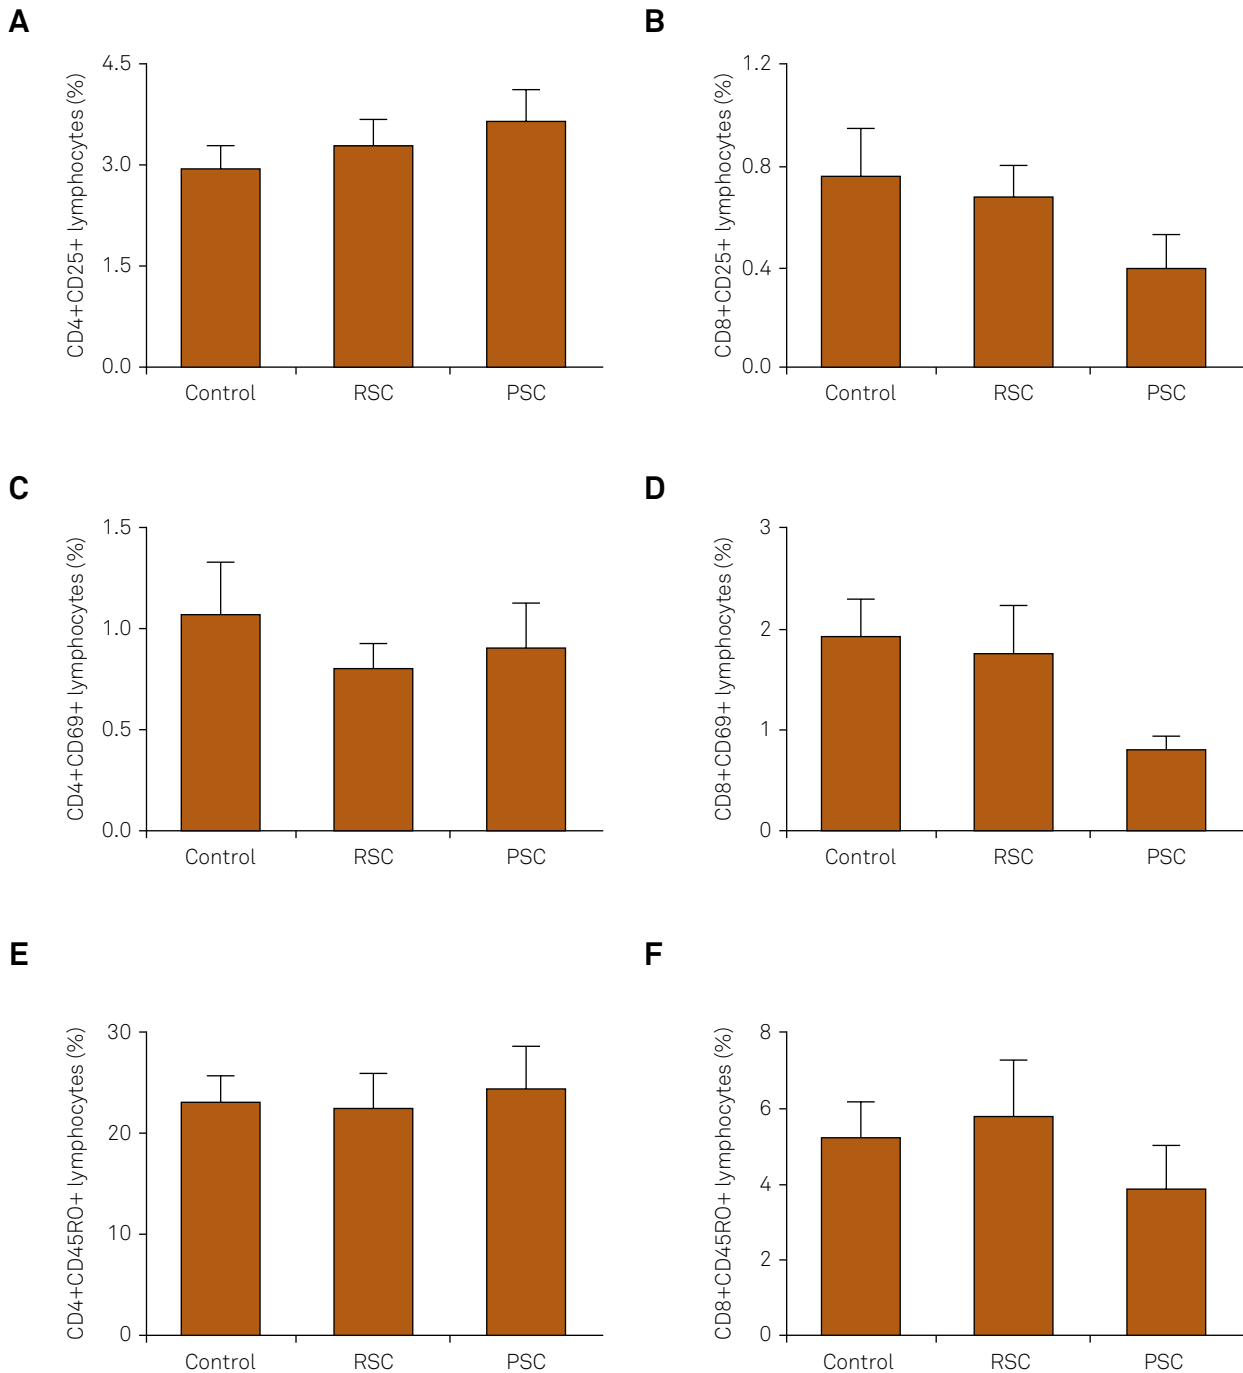 A
CD4+CD25+ lymphocytes (%)
4.5
3.0
1.5
0.0
Control RSC PSC
B
CD8+CD25+ lymphocytes (%)
1.2
0.8
0.4
0.0
Control RSC PSC
C
CD4+CD69+ lymphocytes (%)
1.5
1.0
0.5
0.0
Control RSC PSC
D
CD8+CD69+ lymphocytes (%)
3
2
1
0
Control RSC PSC
E
CD4+CD45RO+ lymphocytes (%)
30
20
10
0
Control RSC PSC
F
CD8+CD45RO+ lymphocytes (%)
8
6
4
2
0
Control RSC PSC